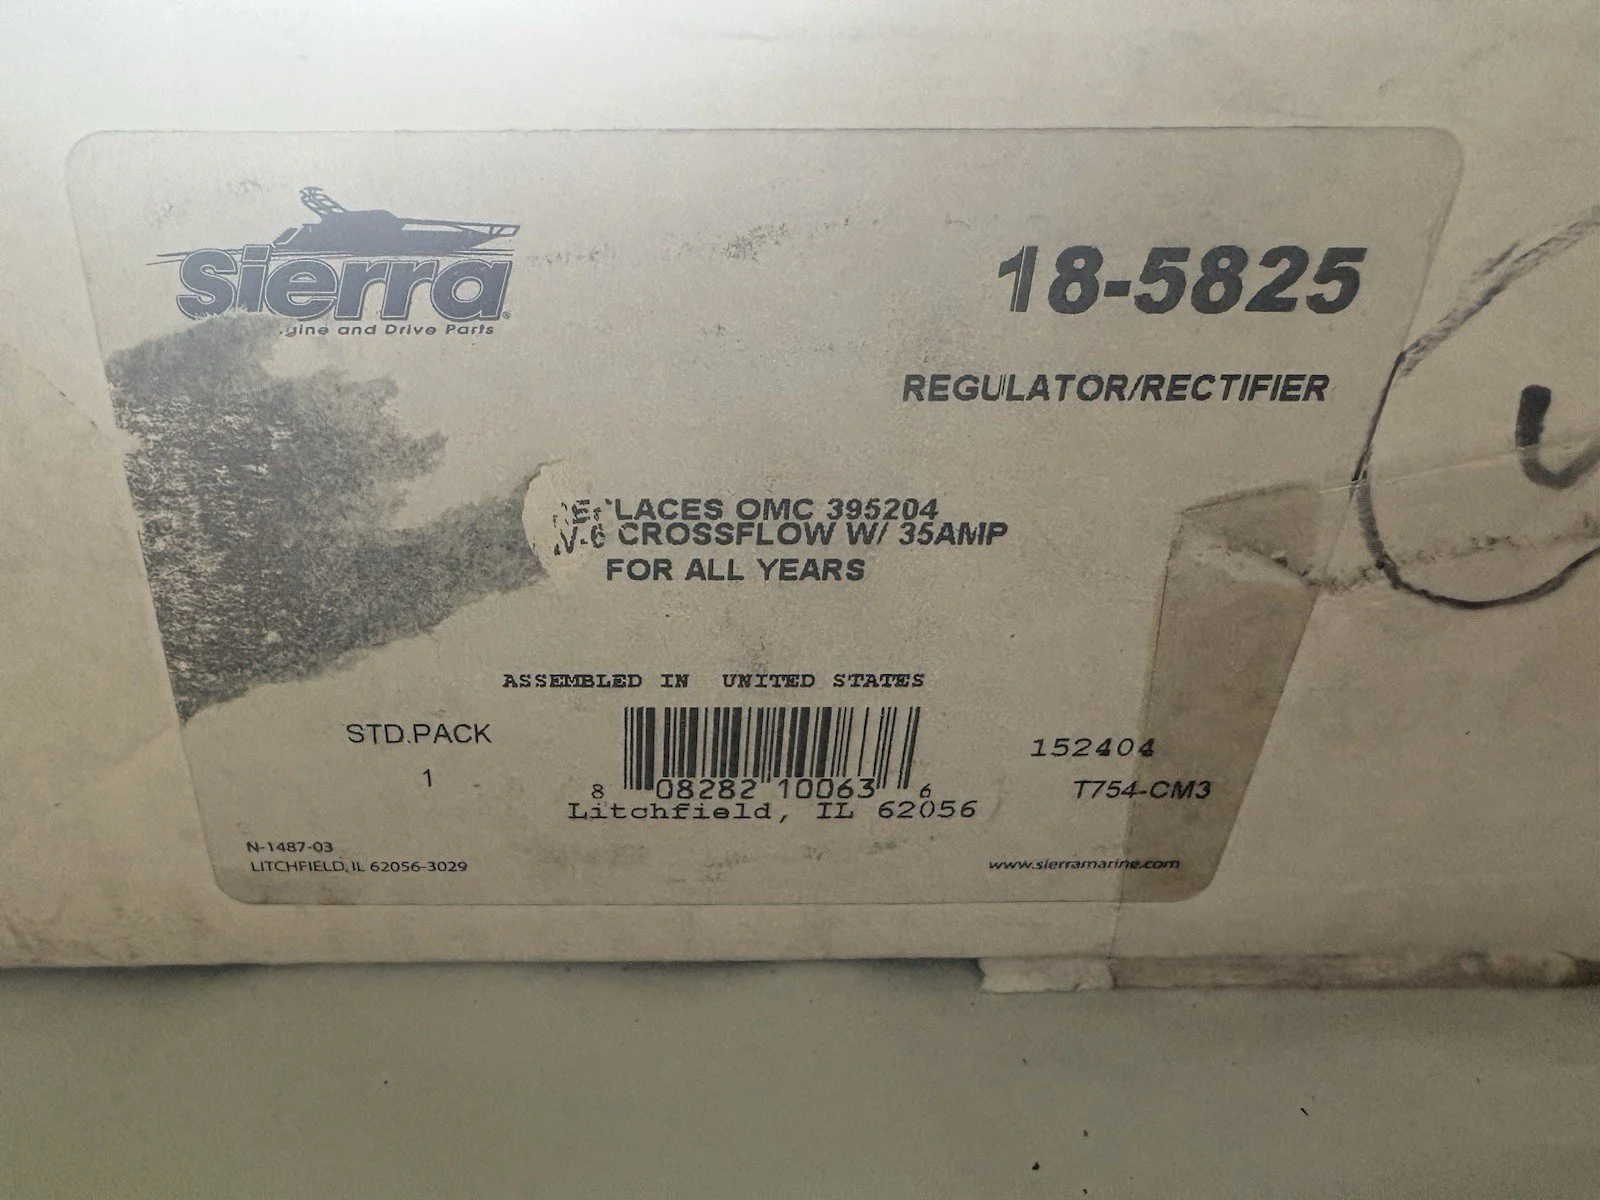 Sierra®
gine and Drive Parts
18-5825
REGULATOR/RECTIFIER
LACES OMC 395204
V-6 CROSSFLOW W/ 35AMP
FOR ALL YEARS
ASSEMBLED IN UNITED STATES
STD.PACK
1
8 08282 10063 6
Litchfield, IL 62056
152404
T754-CM3
N-1487-03
LITCHFIELD, IL 62056-3029
www.sierramarine.com